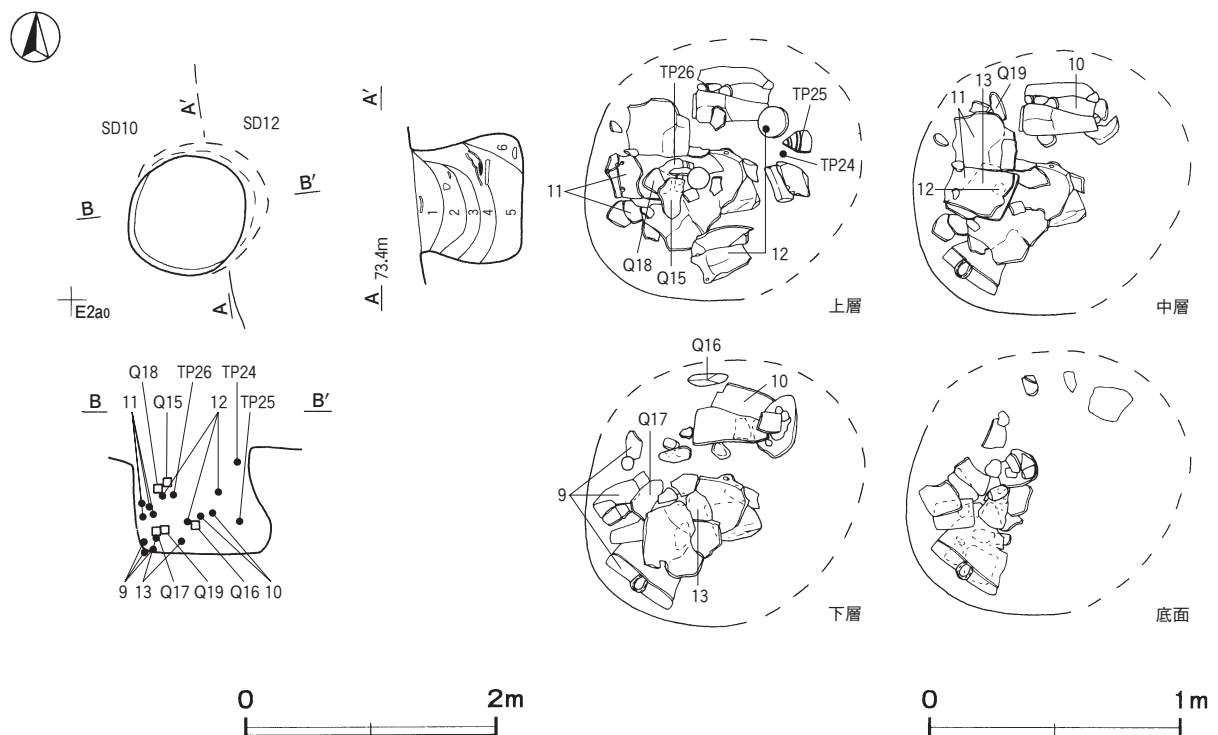 A'
SD10
SD12
B
B'
E2a0
A
A'
1
2
3
4
5
6
A 73.4m
TP26
TP25
TP24
11
12
Q18
Q15
上層
10
Q19
13
11
12
中層
Q18
TP26
TP24
B
11
Q15
12
TP25
B'
9
13
Q17
Q19
Q16
10
Q16
10
Q17
9
13
下層
底面
0
2m
0
1m